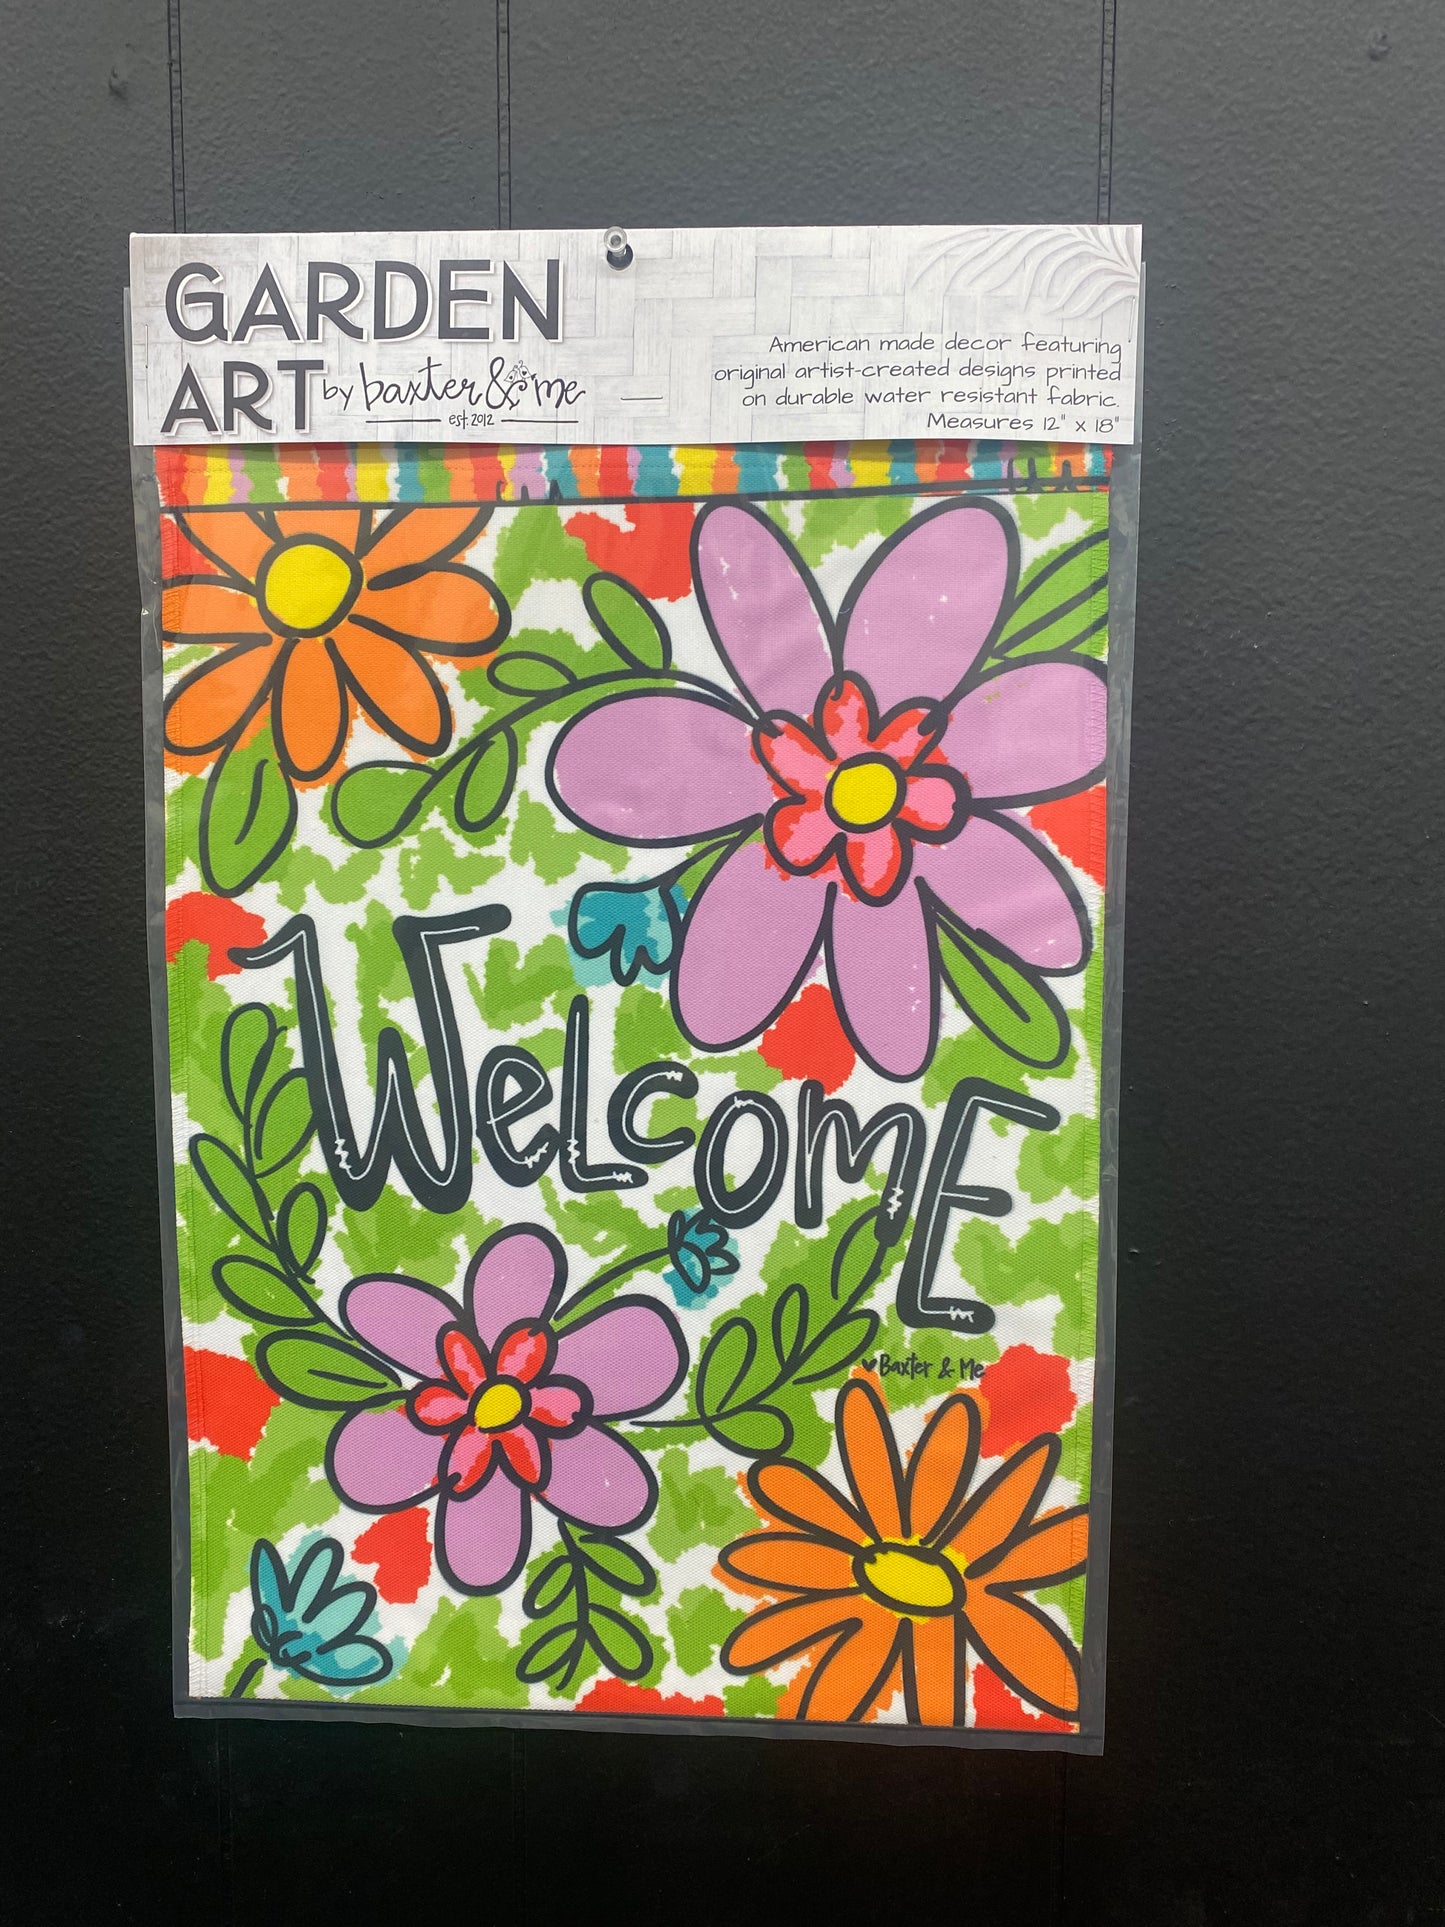 GARDEN
ART by baxter & me
est. 2012
American made decor featuring
original artist-created designs printed
on durable water resistant fabric.
Measures 12" x 18"
WeLcOmE
♥Baxter & Me